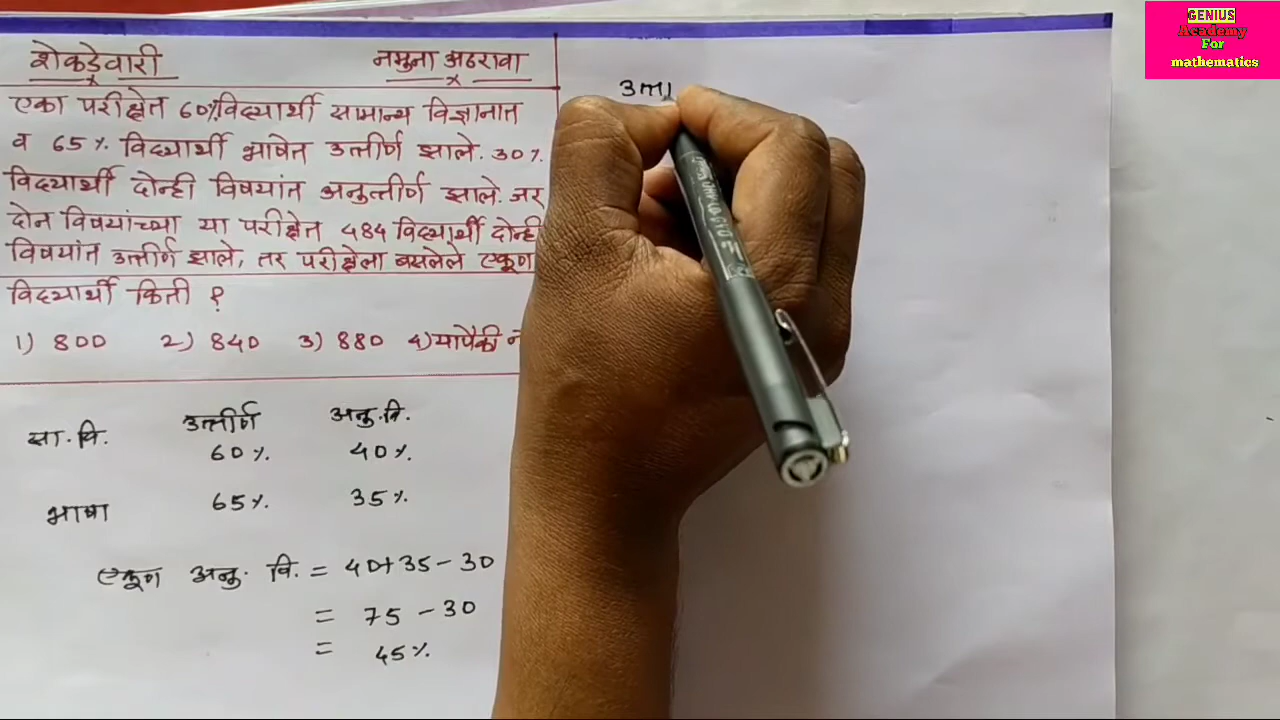 शेकडेवारी
नमुना अठरावा
एका परीक्षेत 60% विद्यार्थी सामान्य विज्ञानात
व 65% विद्यार्थी भाषेत उत्तीर्ण झाले. 30%
विद्यार्थी दोन्ही विषयांत अनुत्तीर्ण झाले. जर
दोन विषयांच्या या परीक्षेत 484 विद्यार्थी दोन्ही
विषयांत उत्तीर्ण झाले, तर परीक्षेला बसलेले एकूण
विद्यार्थी किती ?
1) 800 2) 840 3) 880 4) यापैकी
उत्तीर्ण अनु. वि.
सा. वि. 60% 40%
भाषा 65% 35%
एकूण अनु. वि. = 40+35-30
= 75 - 30
= 45%
GENIUS
Academy
For
mathematics